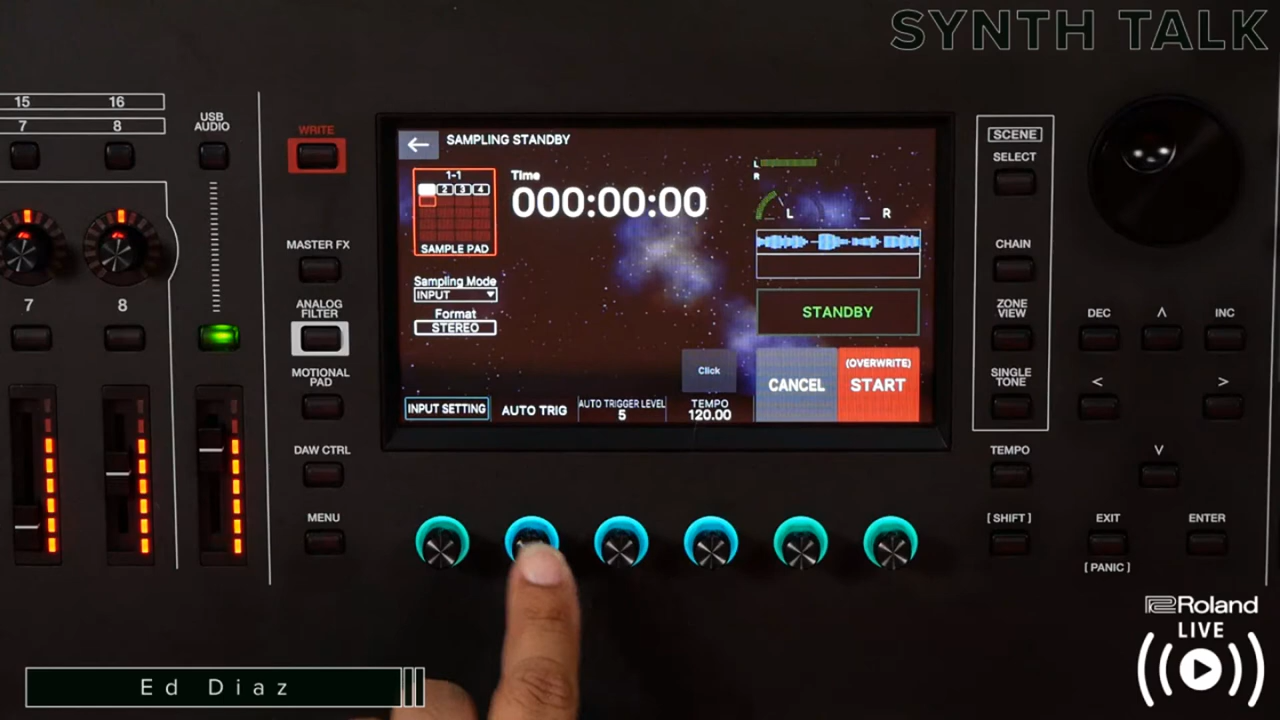 SYNTH TALK
15 16
7 8
USB
AUDIO
WRITE
MASTER FX
ANALOG
FILTER
MOTIONAL
PAD
DAW CTRL
MENU
7 8
SAMPLING STANDBY
1-1
2 3 4
SAMPLE PAD
Time
000:00:00
Sampling Mode
INPUT
Format
STEREO
L
R
L R
STANDBY
Click
CANCEL
(OVERWRITE)
START
INPUT SETTING
AUTO TRIG
AUTO TRIGGER LEVEL
5
TEMPO
120.00
SCENE
SELECT
CHAIN
ZONE
VIEW
SINGLE
TONE
TEMPO
[SHIFT]
DEC
INC
EXIT
[PANIC]
ENTER
Ed Diaz
Roland
LIVE